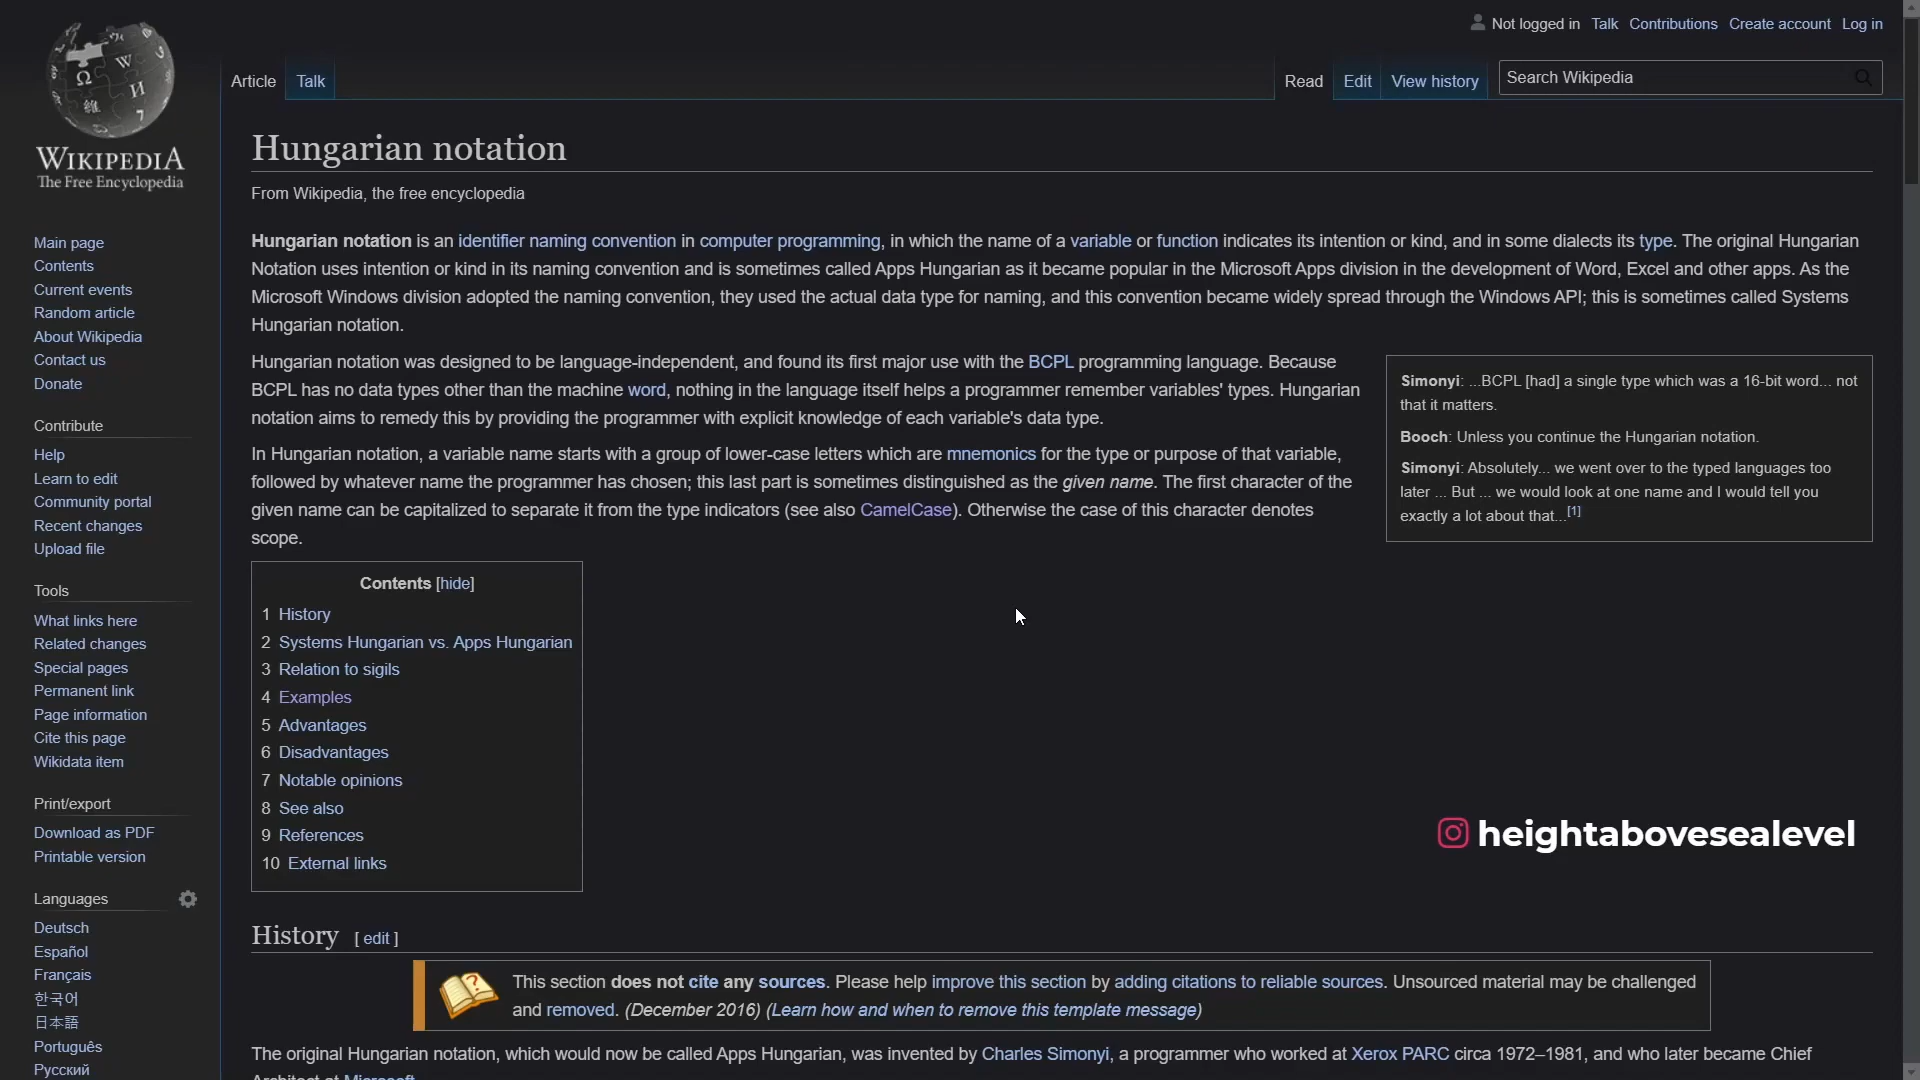 Not logged in Talk Contributions Create account Log in
Article Talk Read Edit View history Search Wikipedia
WIKIPEDIA
The Free Encyclopedia
Main page
Contents
Current events
Random article
About Wikipedia
Contact us
Donate
Contribute
Help
Learn to edit
Community portal
Recent changes
Upload file
Tools
What links here
Related changes
Special pages
Permanent link
Page information
Cite this page
Wikidata item
Print/export
Download as PDF
Printable version
Languages
Deutsch
Español
Français
한국어
日本語
Português
Русский
Hungarian notation
From Wikipedia, the free encyclopedia
Hungarian notation is an identifier naming convention in computer programming, in which the name of a variable or function indicates its intention or kind, and in some dialects its type. The original Hungarian
Notation uses intention or kind in its naming convention and is sometimes called Apps Hungarian as it became popular in the Microsoft Apps division in the development of Word, Excel and other apps. As the
Microsoft Windows division adopted the naming convention, they used the actual data type for naming, and this convention became widely spread through the Windows API; this is sometimes called Systems
Hungarian notation.
Hungarian notation was designed to be language-independent, and found its first major use with the BCPL programming language. Because
BCPL has no data types other than the machine word, nothing in the language itself helps a programmer remember variables' types. Hungarian
notation aims to remedy this by providing the programmer with explicit knowledge of each variable's data type.
In Hungarian notation, a variable name starts with a group of lower-case letters which are mnemonics for the type or purpose of that variable,
followed by whatever name the programmer has chosen; this last part is sometimes distinguished as the given name. The first character of the
given name can be capitalized to separate it from the type indicators (see also CamelCase). Otherwise the case of this character denotes
scope.
Simonyi: ...BCPL [had] a single type which was a 16-bit word... not
that it matters.
Booch: Unless you continue the Hungarian notation.
Simonyi: Absolutely... we went over to the typed languages too
later ... But ... we would look at one name and I would tell you
exactly a lot about that...[1]
Contents [hide]
1 History
2 Systems Hungarian vs. Apps Hungarian
3 Relation to sigils
4 Examples
5 Advantages
6 Disadvantages
7 Notable opinions
8 See also
9 References
10 External links
heightabovesealevel
History [ edit ]
This section does not cite any sources. Please help improve this section by adding citations to reliable sources. Unsourced material may be challenged
and removed. (December 2016) (Learn how and when to remove this template message)
The original Hungarian notation, which would now be called Apps Hungarian, was invented by Charles Simonyi, a programmer who worked at Xerox PARC circa 1972–1981, and who later became Chief
Architect at Microsoft.